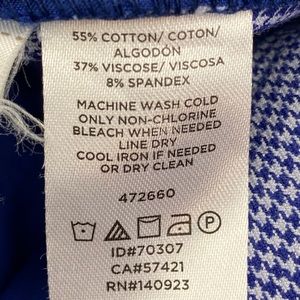 55% COTTON/ COTON/
ALGODÓN
37% VISCOSE/ VISCOSA
8% SPANDEX
MACHINE WASH COLD
ONLY NON-CHLORINE
BLEACH WHEN NEEDED
LINE DRY
COOL IRON IF NEEDED
OR DRY CLEAN
472660
P
ID#70307
CA#57421
RN#140923